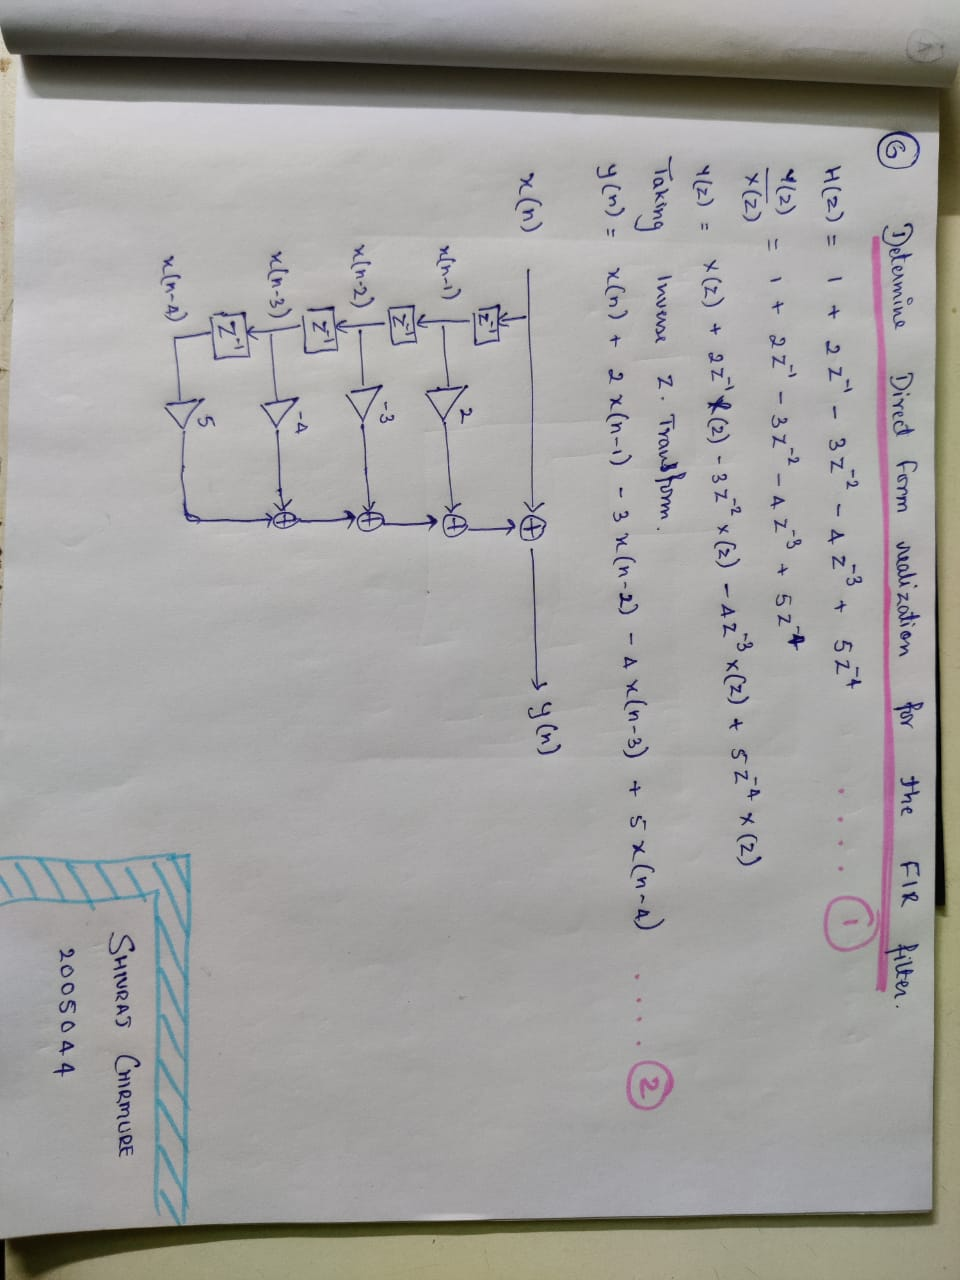 6 Determine Direct form realization for the FIR filter.
H(z) = 1 + 2z⁻¹ - 3z⁻² - 4z⁻³ + 5z⁻⁴ .... 1
Y(z)/X(z) = 1 + 2z⁻¹ - 3z⁻² - 4z⁻³ + 5z⁻⁴
Y(z) = X(z) + 2z⁻¹X(z) - 3z⁻²X(z) - 4z⁻³X(z) + 5z⁻⁴X(z)
Taking Inverse Z. Transform.
y(n) = x(n) + 2x(n-1) - 3x(n-2) - 4x(n-3) + 5x(n-4) .... 2
x(n) + y(n)
z⁻¹
x(n-1) 2 +
z⁻¹
x(n-2) -3 +
z⁻¹
x(n-3) -4 +
z⁻¹
x(n-4) 5
SHIVRAJ CHIRMURE
2005044